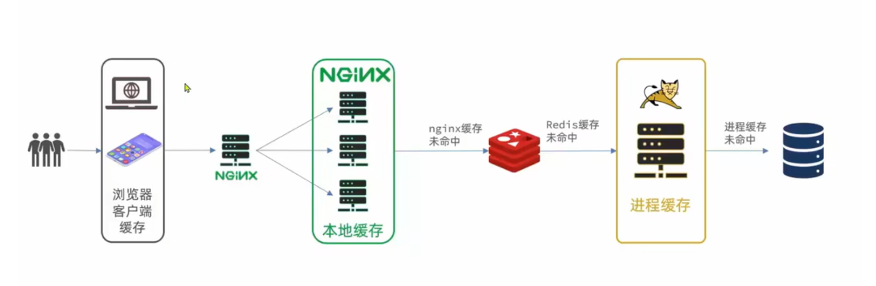 NGINX
nginx缓存
未命中
Redis缓存
未命中
进程缓存
未命中
NGINX
浏览器
客户端
缓存
本地缓存
进程缓存